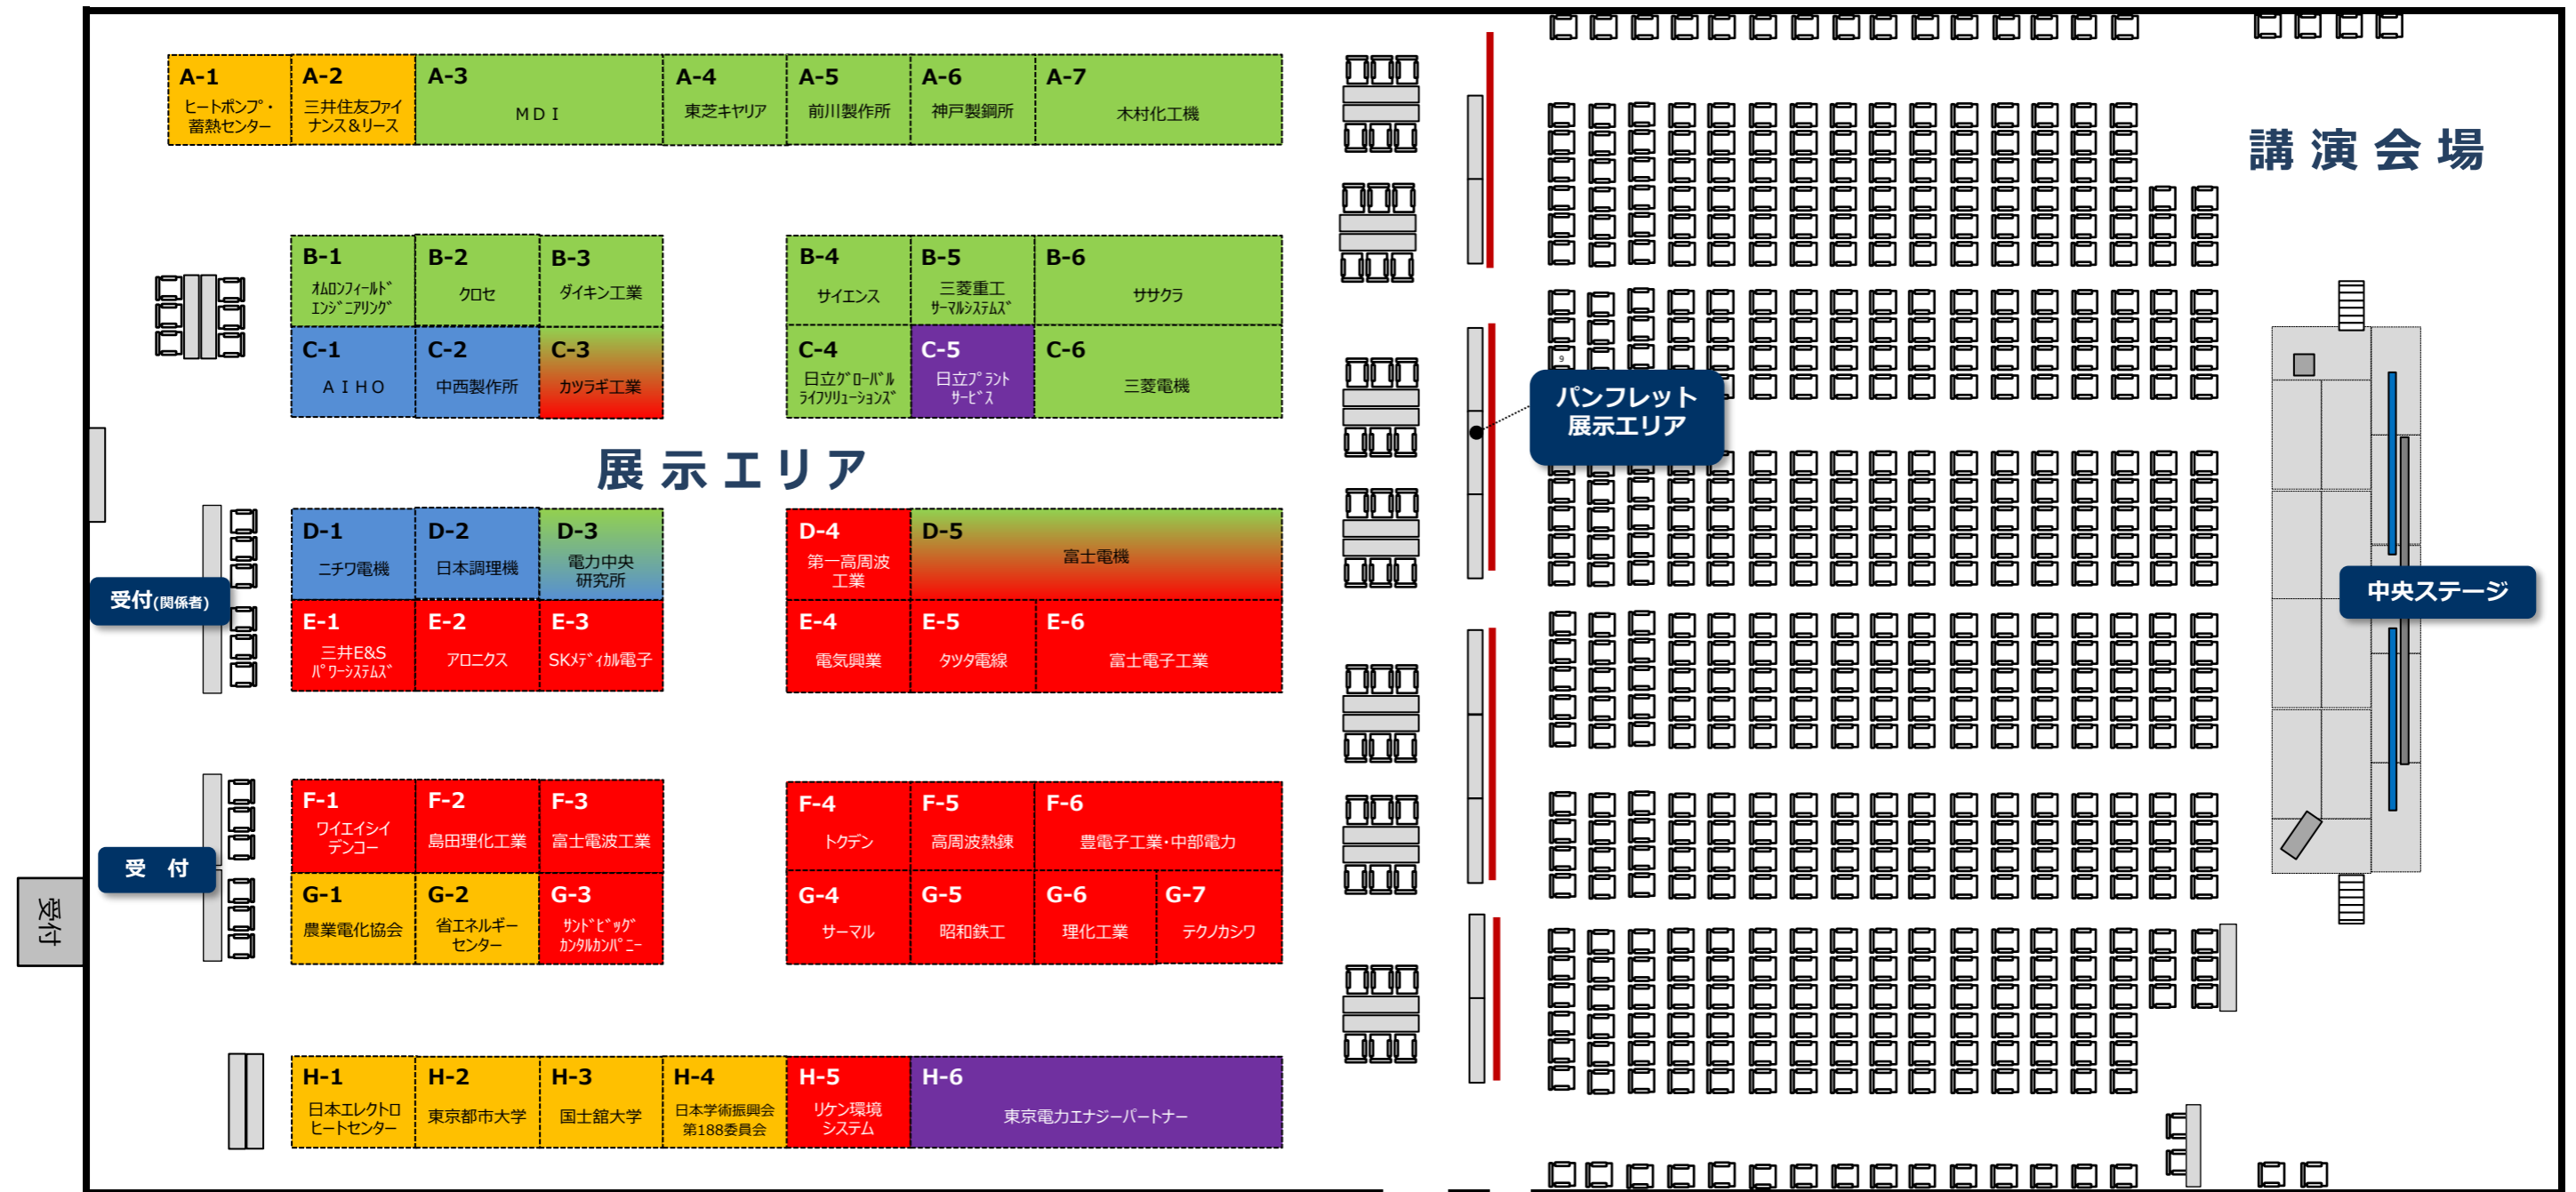 講演会場
A-1
ヒートポンプ・
蓄熱センター
A-2
三井住友ファイ
ナンス&リース
A-3
ＭＤＩ
A-4
東芝キヤリア
A-5
前川製作所
A-6
神戸製鋼所
A-7
木村化工機
B-1
ｵﾑﾛﾝﾌｨｰﾙﾄﾞ
ｴﾝｼﾞﾆｱﾘﾝｸﾞ
B-2
クロセ
B-3
ダイキン工業
B-4
サイエンス
B-5
三菱重工
ｻｰﾏﾙｼｽﾃﾑｽﾞ
B-6
ササクラ
C-1
ＡＩＨＯ
C-2
中西製作所
C-3
カツラギ工業
C-4
日立ｸﾞﾛｰﾊﾞﾙ
ﾗｲﾌｿﾘｭｰｼｮﾝｽﾞ
C-5
日立ﾌﾟﾗﾝﾄ
ｻｰﾋﾞｽ
C-6
三菱電機
9
パンフレット
展示エリア
展示エリア
D-1
ニチワ電機
D-2
日本調理機
D-3
電力中央
研究所
D-4
第一高周波
工業
D-5
富士電機
受付(関係者)
中央ステージ
E-1
三井E&S
ﾊﾟﾜｰｼｽﾃﾑｽﾞ
E-2
アロニクス
E-3
SKﾒﾃﾞｨｶﾙ電子
E-4
電気興業
E-5
タツタ電線
E-6
富士電子工業
F-1
ワイエイシイ
デンコー
F-2
島田理化工業
F-3
富士電波工業
F-4
トクデン
F-5
高周波熱錬
F-6
豊電子工業･中部電力
受　付
受付
G-1
農業電化協会
G-2
省エネルギー
センター
G-3
ｻﾝﾄﾞﾋﾞｯｸﾞ
ｶﾝﾀﾙｶﾝﾊﾟﾆｰ
G-4
サーマル
G-5
昭和鉄工
G-6
理化工業
G-7
テクノカシワ
H-1
日本エレクトロ
ヒートセンター
H-2
東京都市大学
H-3
国士舘大学
H-4
日本学術振興会
第188委員会
H-5
リケン環境
システム
H-6
東京電力エナジーパートナー